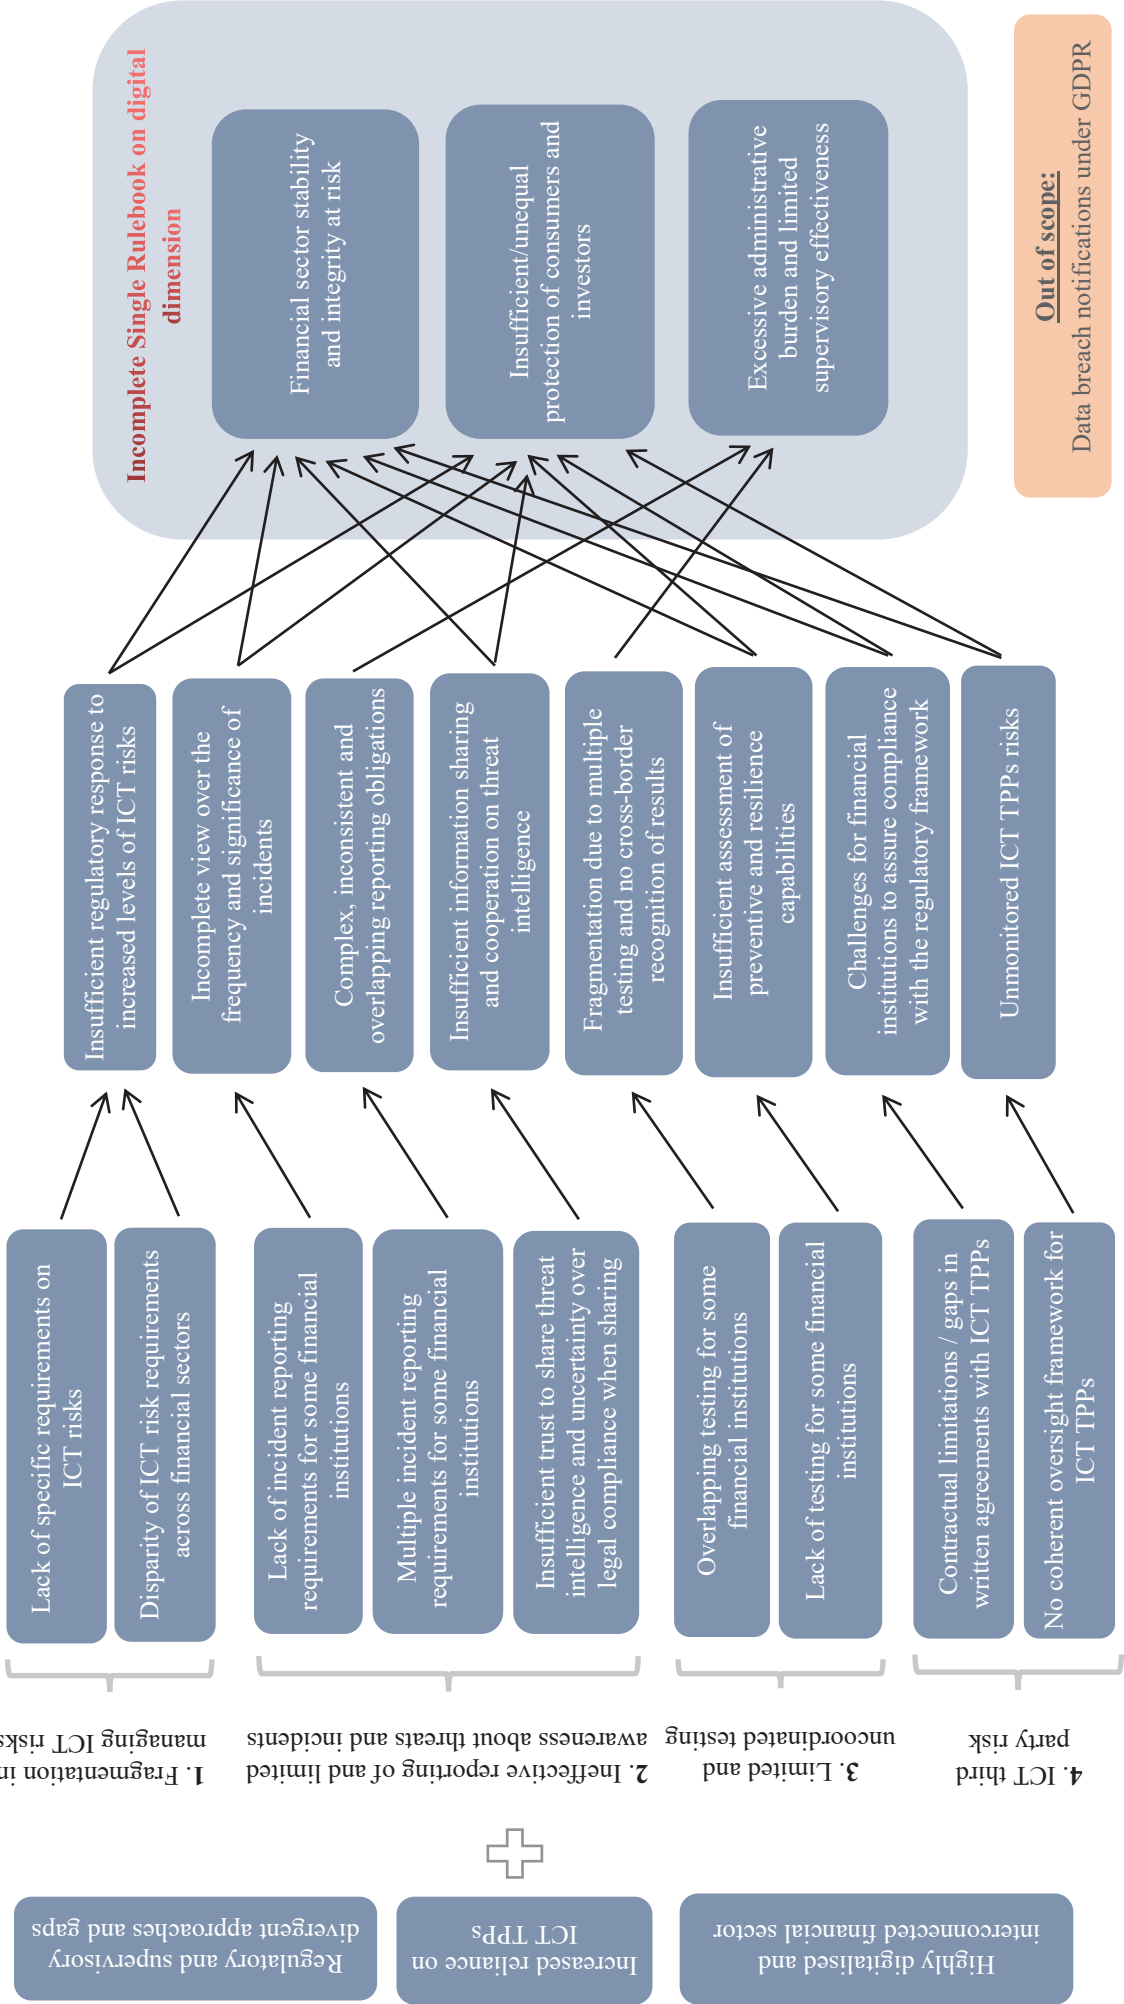 Regulatory and supervisory
divergent approaches and gaps
Increased reliance on
ICT TPPs
Highly digitalised and
interconnected financial sector
1. Fragmentation in
managing ICT risks
2. Ineffective reporting of and limited
awareness about threats and incidents
3. Limited and
uncoordinated testing
4. ICT third
party risk
Lack of specific requirements on
ICT risks
Disparity of ICT risk requirements
across financial sectors
Lack of incident reporting
requirements for some financial
institutions
Multiple incident reporting
requirements for some financial
institutions
Insufficient trust to share threat
intelligence and uncertainty over
legal compliance when sharing
Overlapping testing for some
financial institutions
Lack of testing for some financial
institutions
Contractual limitations / gaps in
written agreements with ICT TPPs
No coherent oversight framework for
ICT TPPs
Insufficient regulatory response to
increased levels of ICT risks
Incomplete view over the
frequency and significance of
incidents
Complex, inconsistent and
overlapping reporting obligations
Insufficient information sharing
and cooperation on threat
intelligence
Fragmentation due to multiple
testing and no cross-border
recognition of results
Insufficient assessment of
preventive and resilience
capabilities
Challenges for financial
institutions to assure compliance
with the regulatory framework
Unmonitored ICT TPPs risks
Incomplete Single Rulebook on digital
dimension
Financial sector stability
and integrity at risk
Insufficient/unequal
protection of consumers and
investors
Excessive administrative
burden and limited
supervisory effectiveness
Out of scope:
Data breach notifications under GDPR